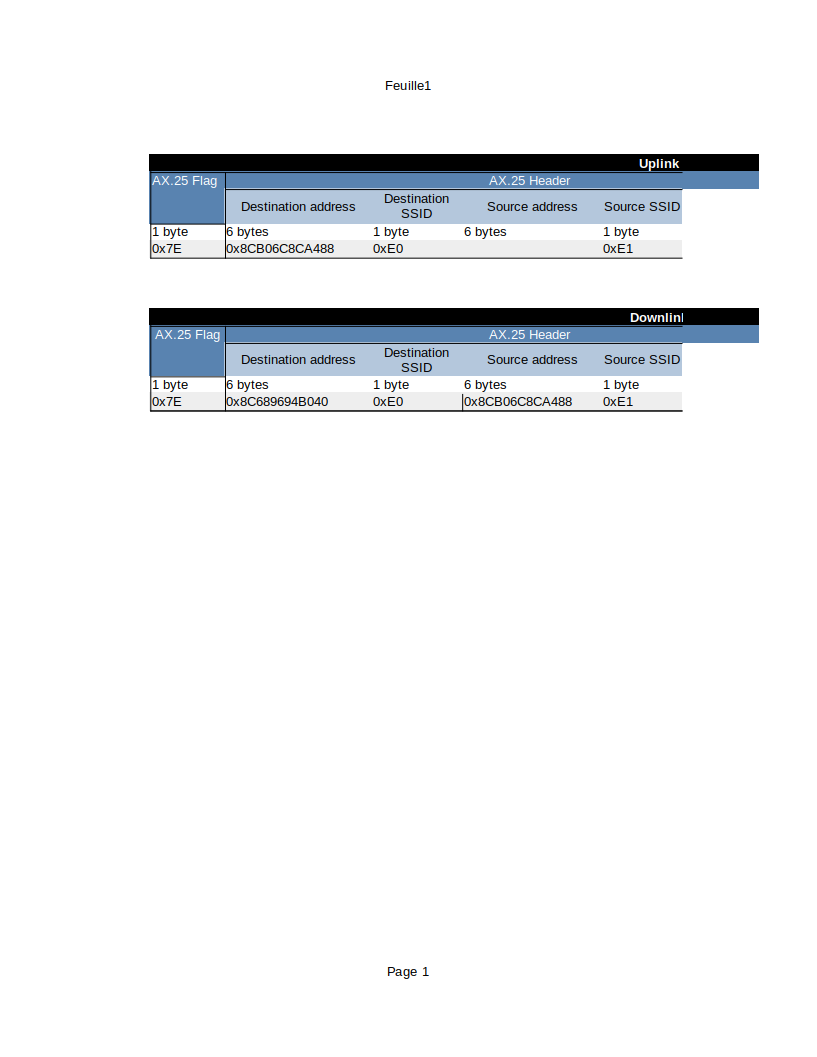 Feuille1
Uplink
AX.25 Flag AX.25 Header
Destination address Destination SSID Source address Source SSID
1 byte 6 bytes 1 byte 6 bytes 1 byte
0x7E 0x8CB06C8CA488 0xE0 0xE1
Downlin
AX.25 Flag AX.25 Header
Destination address Destination SSID Source address Source SSID
1 byte 6 bytes 1 byte 6 bytes 1 byte
0x7E 0x8C689694B040 0xE0 0x8CB06C8CA488 0xE1
Page 1